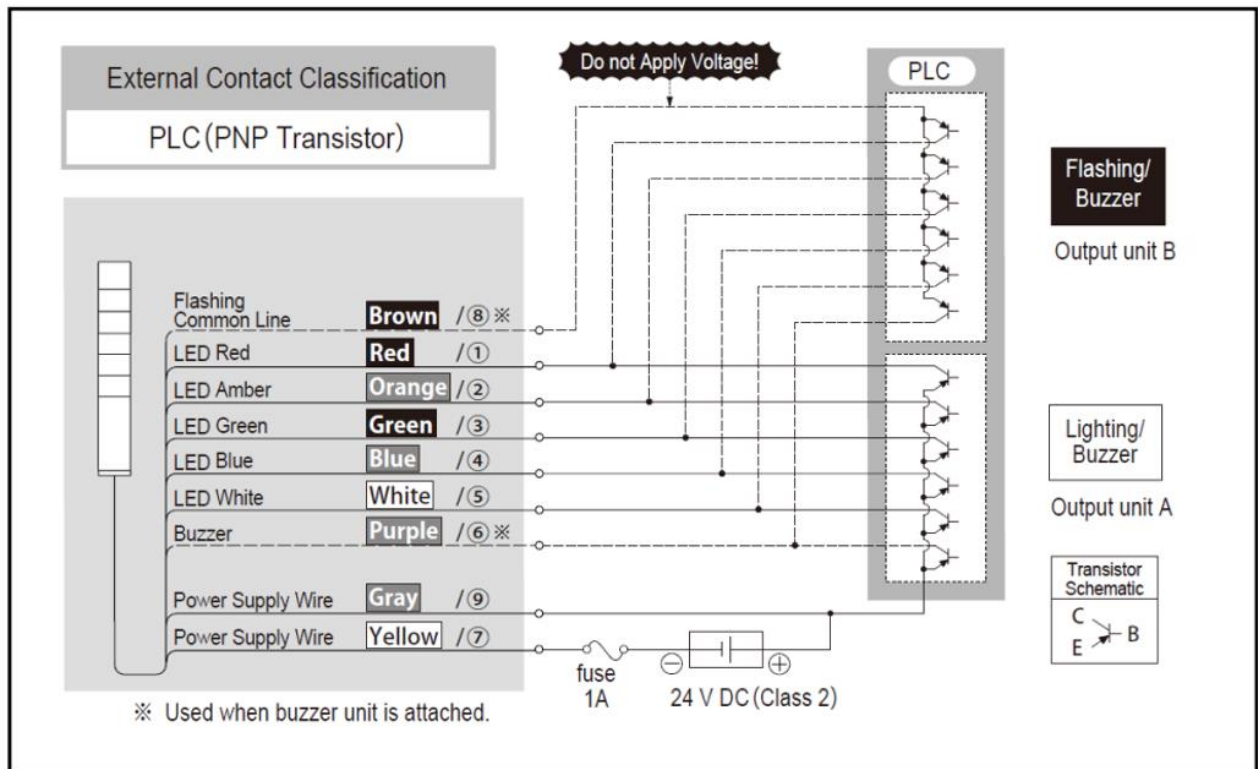 External Contact Classification
PLC (PNP Transistor)
Do not Apply Voltage!
PLC
Flashing/
Buzzer
Output unit B
Flashing
Common Line Brown /⑧※
LED Red Red /①
LED Amber Orange /②
LED Green Green /③
LED Blue Blue /④
LED White White /⑤
Buzzer Purple /⑥※
Power Supply Wire Gray /⑨
Power Supply Wire Yellow /⑦
Lighting/
Buzzer
Output unit A
Transistor
Schematic
C
B
E
fuse
1A
⊖
⊕
24 V DC (Class 2)
※ Used when buzzer unit is attached.